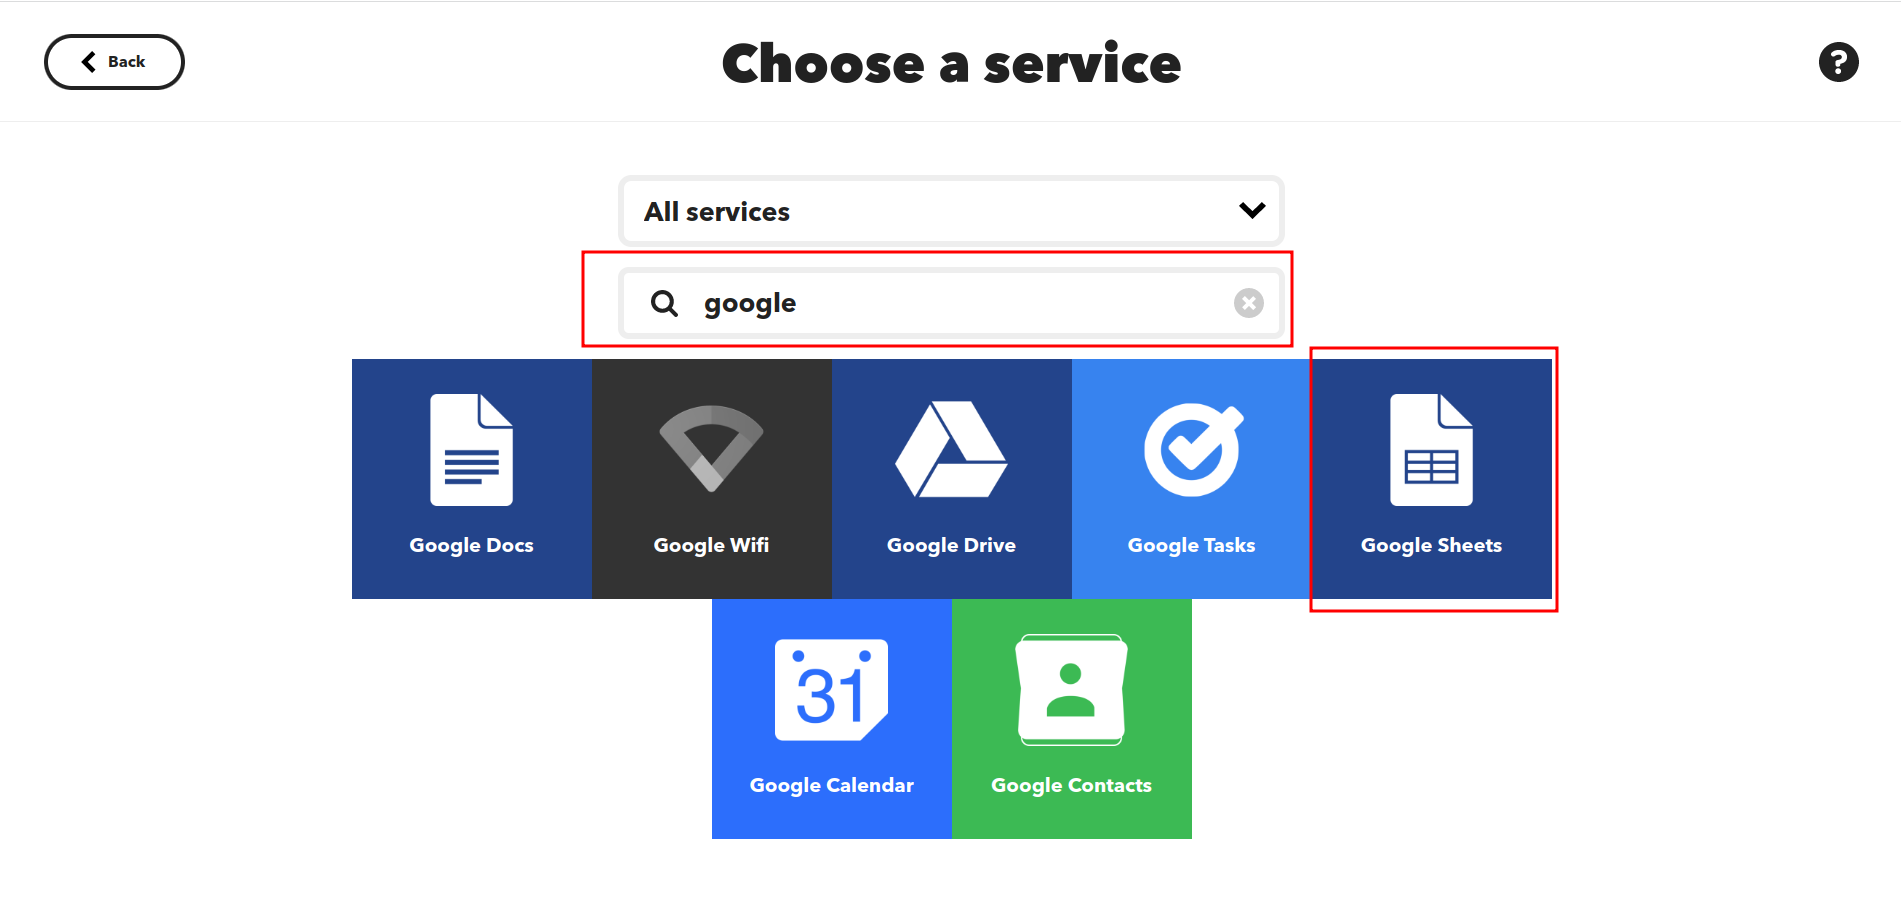 Back
Choose a service
?
All services
google
Google Docs
Google Wifi
Google Drive
Google Tasks
Google Sheets
31
Google Calendar
Google Contacts